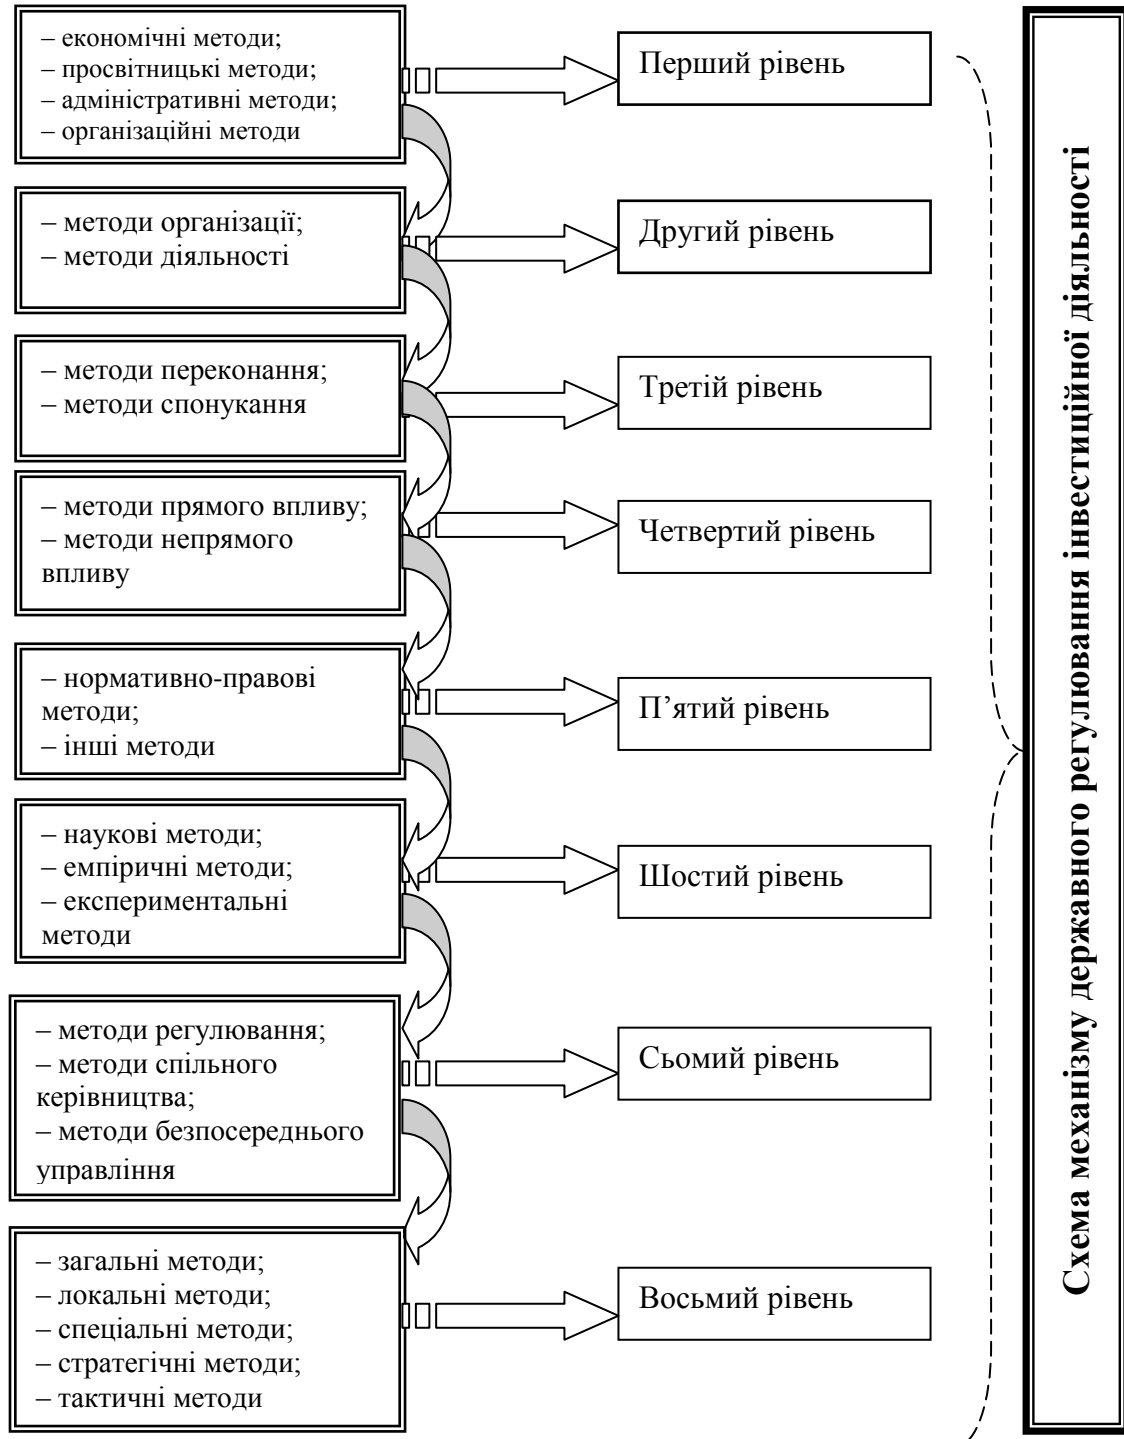 – економічні методи;
– просвітницькі методи;
– адміністративні методи;
– організаційні методи
Перший рівень
– методи організації;
– методи діяльності
Другий рівень
– методи переконання;
– методи спонукання
Третій рівень
– методи прямого впливу;
– методи непрямого
впливу
Четвертий рівень
– нормативно-правові
методи;
– інші методи
П’ятий рівень
– наукові методи;
– емпіричні методи;
– експериментальні
методи
Шостий рівень
– методи регулювання;
– методи спільного
керівництва;
– методи безпосереднього
управління
Сьомий рівень
– загальні методи;
– локальні методи;
– спеціальні методи;
– стратегічні методи;
– тактичні методи
Восьмий рівень
Схема механізму державного регулювання інвестиційної діяльності